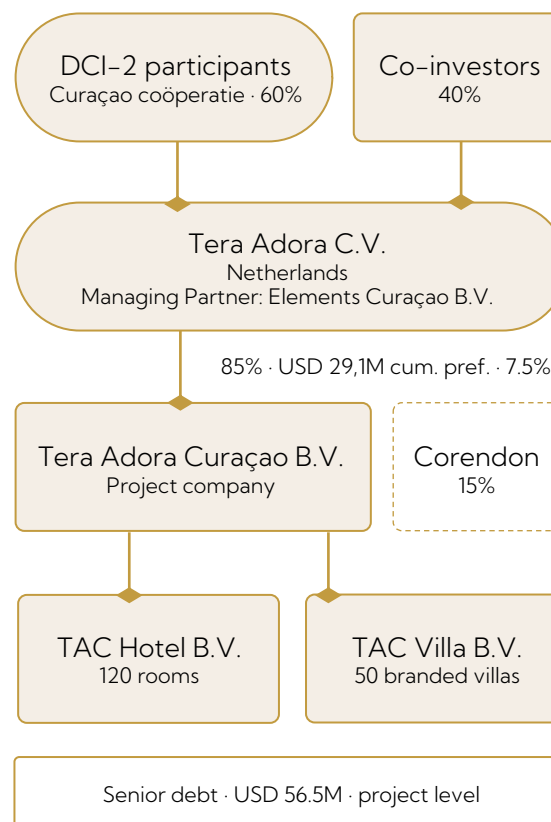 DCI-2 participants
Curaçao coöperatie · 60%
Co-investors
40%
Tera Adora C.V.
Netherlands
Managing Partner: Elements Curaçao B.V.
85% · USD 29,1M cum. pref. · 7.5%
Tera Adora Curaçao B.V.
Project company
Corendon
15%
TAC Hotel B.V.
120 rooms
TAC Villa B.V.
50 branded villas
Senior debt · USD 56.5M · project level